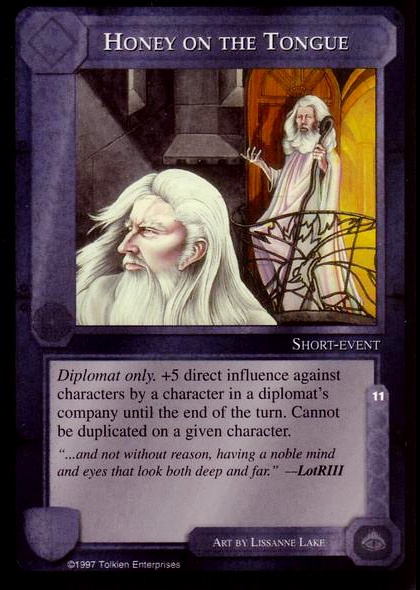 HONEY ON THE TONGUE
SHORT-EVENT
Diplomat only. +5 direct influence against
characters by a character in a diplomat's
company until the end of the turn. Cannot
be duplicated on a given character.
11
“...and not without reason, having a noble mind
and eyes that look both deep and far.” —LotRIII
ART BY LISSANNE LAKE
©1997 Tolkien Enterprises